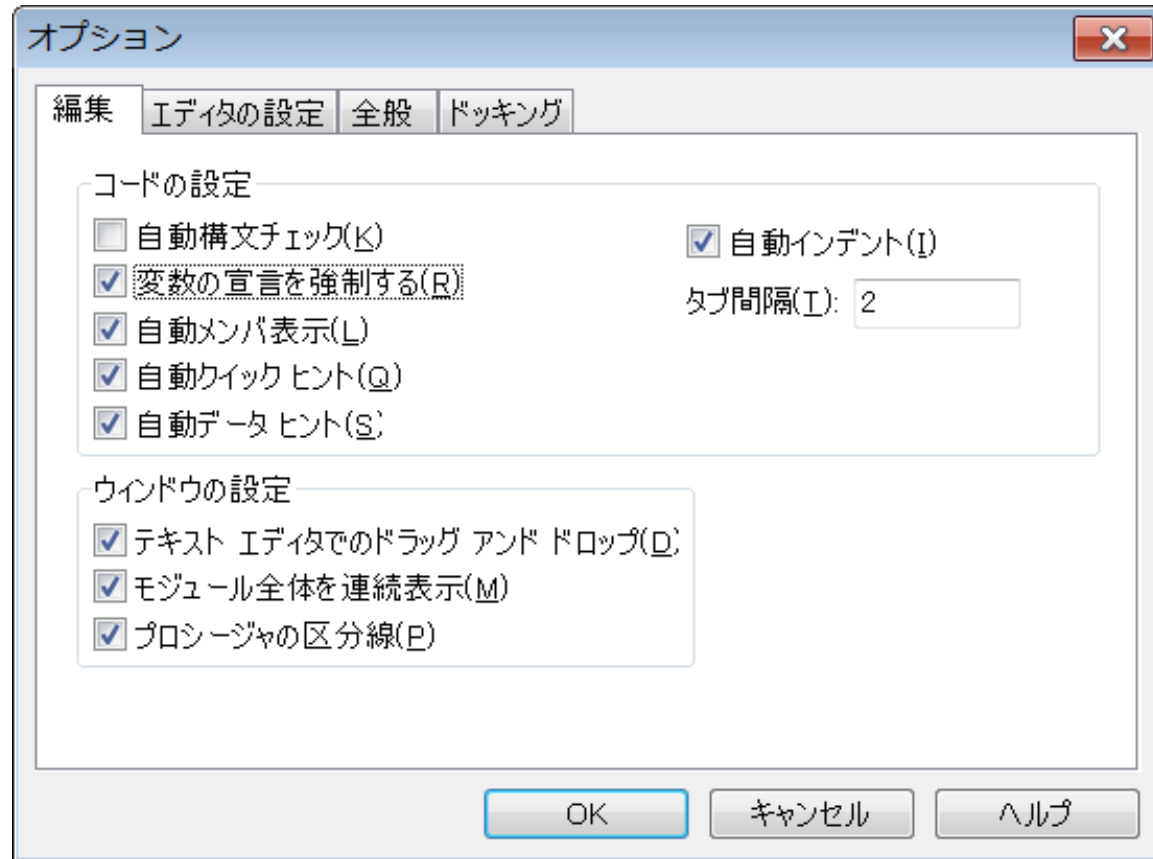 オプション
編集 エディタの設定 全般 ドッキング
コードの設定
自動構文チェック(K)
変数の宣言を強制する(R)
自動メンバ表示(L)
自動クイック ヒント(Q)
自動データ ヒント(S)
自動インデント(I)
タブ間隔(T): 2
ウィンドウの設定
テキスト エディタでのドラッグ アンド ドロップ(D)
モジュール全体を連続表示(M)
プロシージャの区分線(P)
OK キャンセル ヘルプ